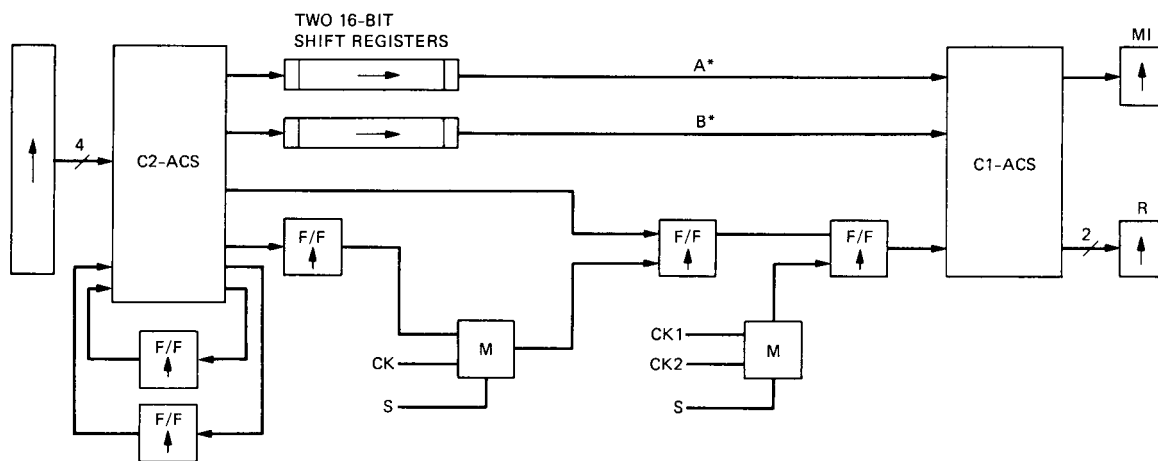 TWO 16-BIT
SHIFT REGISTERS
MI
A*
B*
4
C2-ACS
C1-ACS
R
F/F
F/F
F/F
2
CK1
F/F
CK
M
CK2
M
S
S
F/F